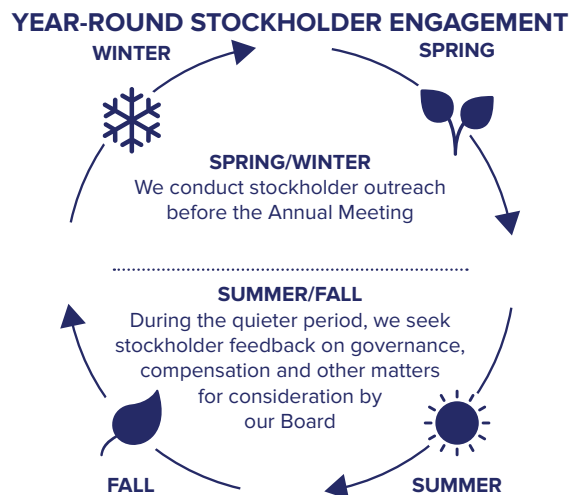 YEAR-ROUND STOCKHOLDER ENGAGEMENT
WINTER
SPRING
SPRING/WINTER
We conduct stockholder outreach
before the Annual Meeting
SUMMER/FALL
During the quieter period, we seek
stockholder feedback on governance,
compensation and other matters
for consideration by
our Board
FALL
SUMMER